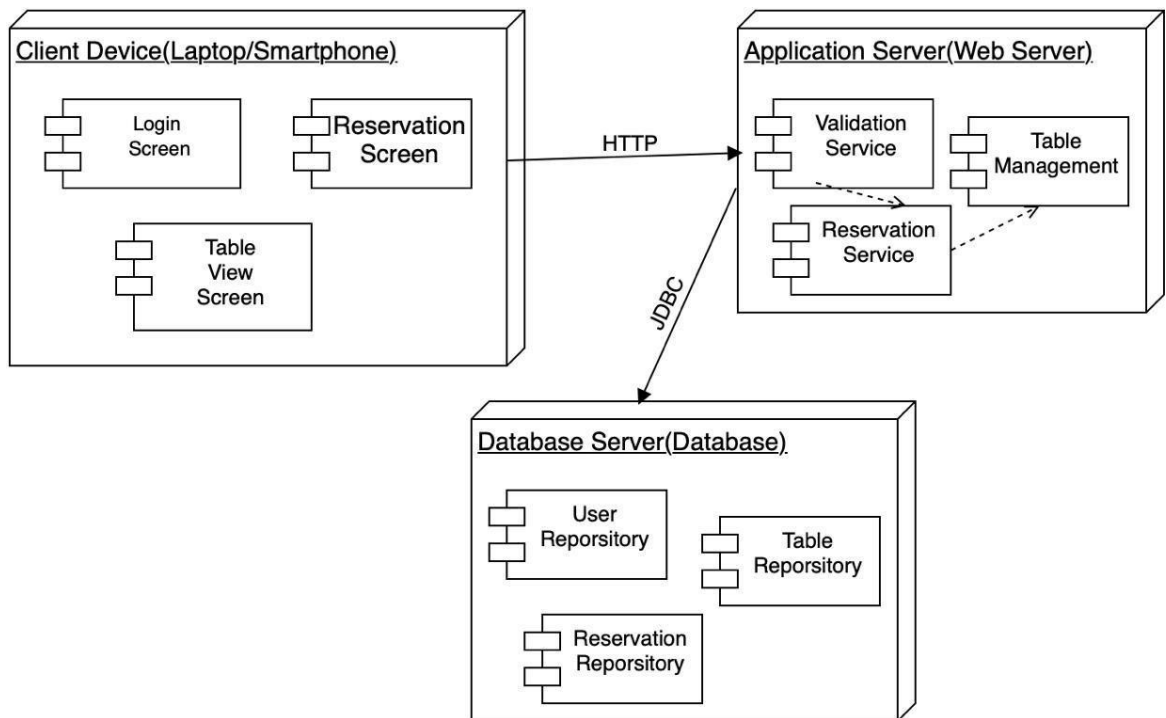 Client Device(Laptop/Smartphone)
Login
Screen
Reservation
Screen
Table
View
Screen
HTTP
Application Server(Web Server)
Validation
Service
Table
Management
Reservation
Service
JDBC
Database Server(Database)
User
Reporsitory
Table
Reporsitory
Reservation
Reporsitory